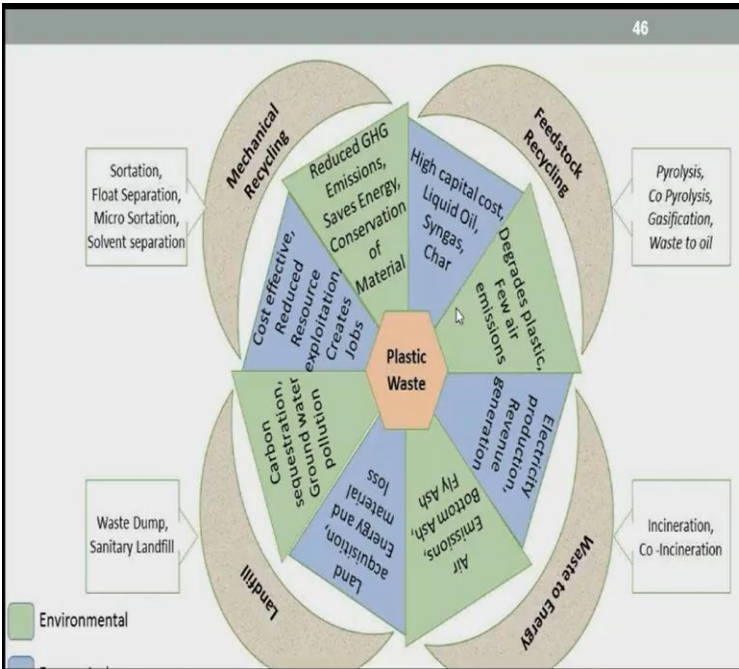 46
Mechanical
Recycling
Feedstock
Recycling
Sortation,
Float Separation,
Micro Sortation,
Solvent separation
Pyrolysis,
Co Pyrolysis,
Gasification,
Waste to oil
Reduced GHG
Emissions,
Saves Energy,
Conservation
of
Material
High capital cost,
Liquid Oil,
Syngas,
Char
Cost effective,
Reduced
Resource
exploitation,
Creates
Jobs
Degrades plastic,
Few air
emissions
Plastic
Waste
Carbon
sequestration,
Ground water
pollution
Electricity
production,
Revenue
generation
Land
acquisition,
Energy and
material
loss
Air
Emissions,
Bottom Ash,
Fly Ash
Waste Dump,
Sanitary Landfill
Incineration,
Co -Incineration
Landfill
Waste to Energy
Environmental